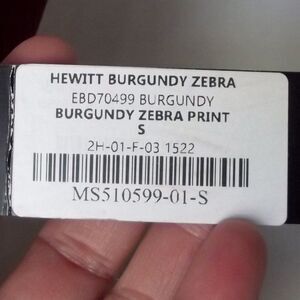 HEWITT BURGUNDY ZEBRA
EBD70499 BURGUNDY
BURGUNDY ZEBRA PRINT
S
2H-01-F-03 1522
MS510599-01-S